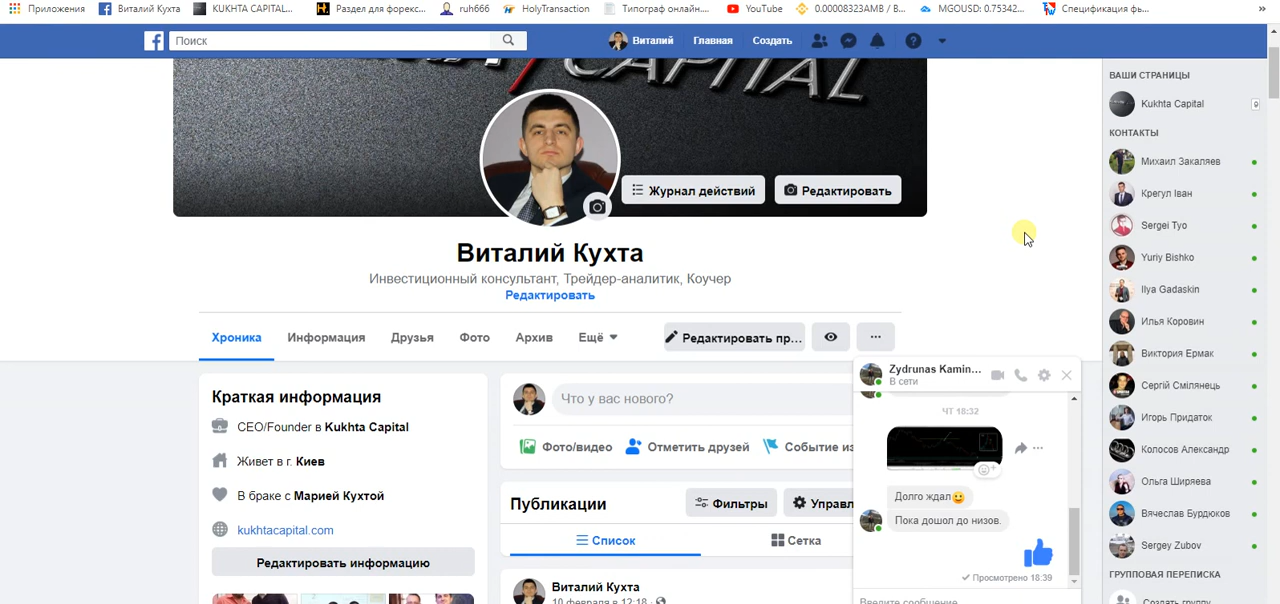 Приложения
Виталий Кухта
KUKHTA CAPITAL...
Раздел для форекс...
ruh666
HolyTransaction
Типограф онлайн....
YouTube
0.00008323AMB / B...
MGOUSD: 0.75342...
Спецификация фь...
»
f
Поиск
Виталий
Главная
Создать
CAPITAL
Журнал действий
Редактировать
Виталий Кухта
Инвестиционный консультант, Трейдер-аналитик, Коучер
Редактировать
Хроника
Информация
Друзья
Фото
Архив
Ещё
Редактировать пр...
...
Краткая информация
CEO/Founder в Kukhta Capital
Живет в г. Киев
В браке с Марией Кухтой
kukhtacapital.com
Редактировать информацию
Что у вас нового?
Фото/видео
Отметить друзей
Событие из
Публикации
Фильтры
Управл
Список
Сетка
Виталий Кухта
10 февраля в 12:18
Zydrunas Kamin...
В сети
ЧТ 18:32
Долго ждал
Пока дошол до низов.
Просмотрено 18:39
Введите сообщение
ВАШИ СТРАНИЦЫ
Kukhta Capital
КОНТАКТЫ
Михаил Закаляев
Крегул Іван
Sergei Tyo
Yuriy Bishko
Ilya Gadaskin
Илья Коровин
Виктория Ермак
Сергій Смілянець
Игорь Придаток
Колосов Александр
Ольга Ширяева
Вячеслав Бурдюков
Sergey Zubov
ГРУППОВАЯ ПЕРЕПИСКА
Создать группу